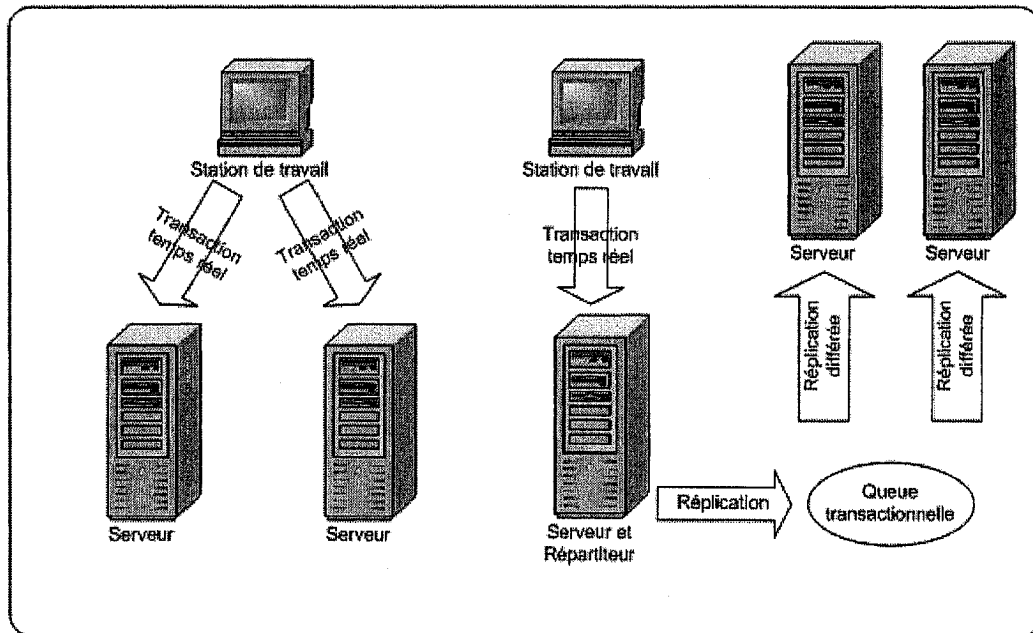 Station de travail
Transaction
temps réel
Transaction
temps réel
Serveur
Serveur
Station de travail
Transaction
temps réel
Serveur et
Répartiteur
Réplication
Queue
transactionnelle
Réplication
différée
Réplication
différée
Serveur
Serveur